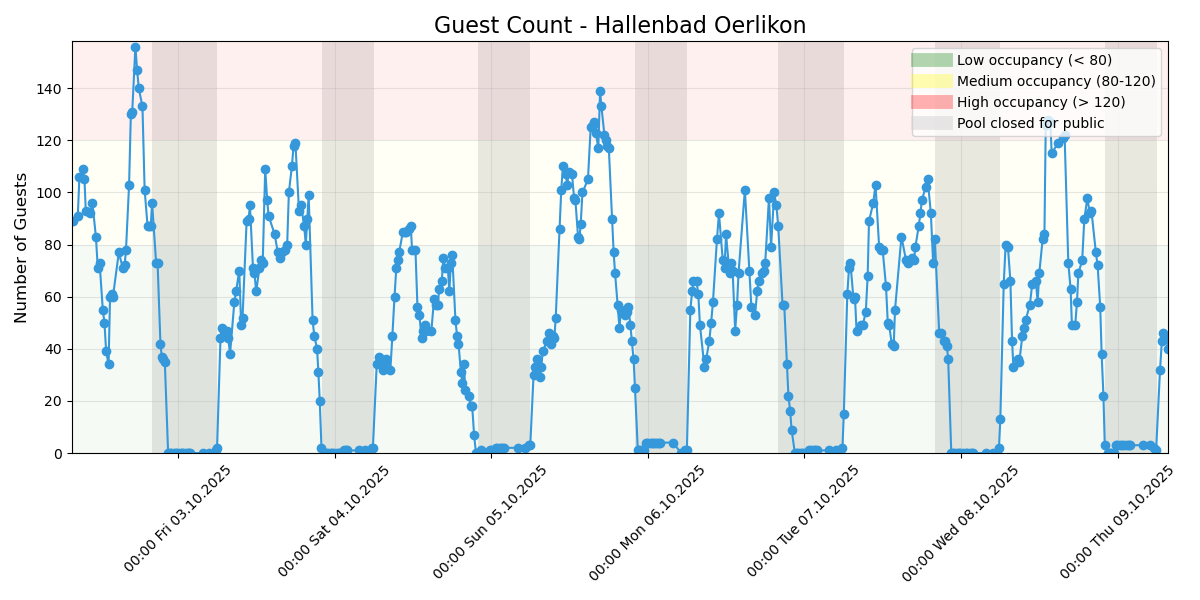 Guest Count - Hallenbad Oerlikon
Number of Guests
140
120
100
80
60
40
20
0
Low occupancy (< 80)
Medium occupancy (80-120)
High occupancy (> 120)
Pool closed for public
00:00 Fri 03.10.2025
00:00 Sat 04.10.2025
00:00 Sun 05.10.2025
00:00 Mon 06.10.2025
00:00 Tue 07.10.2025
00:00 Wed 08.10.2025
00:00 Thu 09.10.2025